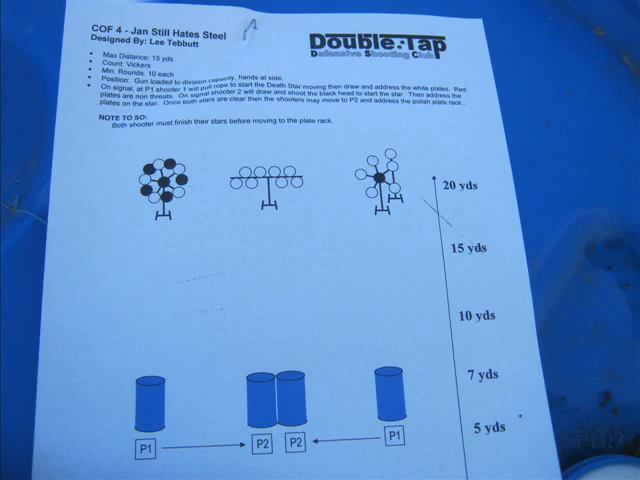 COF 4 - Jan Still Hates Steel
Designed By: Lee Tebbutt
Double-Tap
Defensive Shooting Club
Max Distance: 15 yds
Count: Vickers
Min. Rounds: 10 each
Position: Gun loaded to division capacity, hands at side.
On signal, at P1 shooter 1 will pull rope to start the Death Star moving then draw and address the white plates. Red
plates are non threats. On signal shooter 2 will draw and shoot the black head to start the star. Then address the
plates on the star. Once both stars are clear then the shooters may move to P2 and address the polish plate rack.
NOTE TO SO:
Both shooter must finish their stars before moving to the plate rack.
20 yds
15 yds
10 yds
7 yds
5 yds
P1
P2
P2
P1